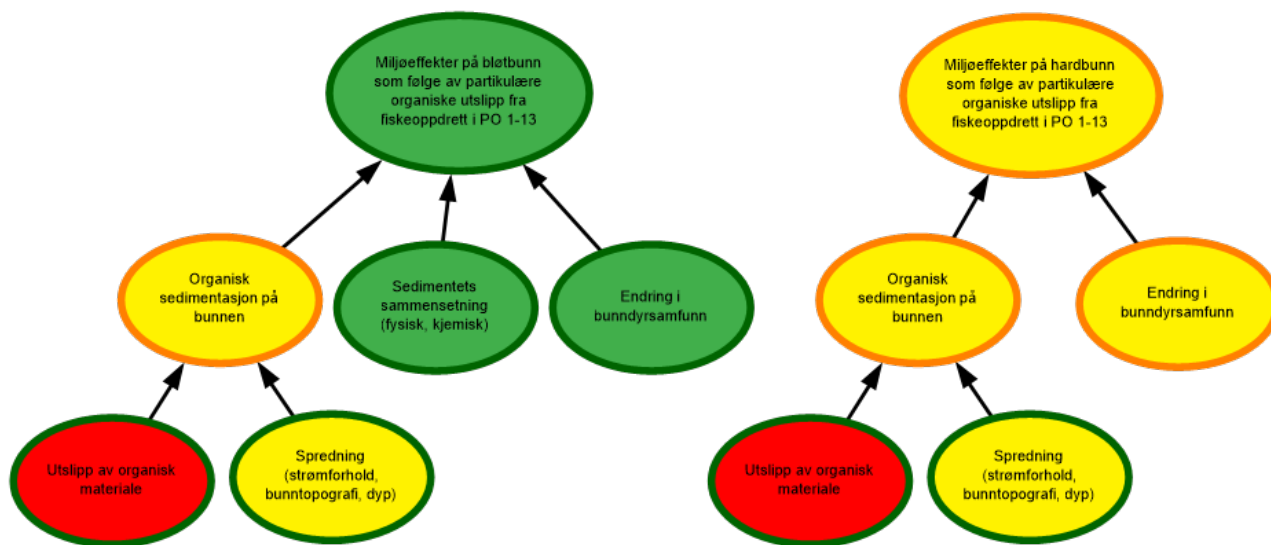 Miljøeffekter på bløtbunn
som følge av partikulære
organiske utslipp fra
fiskeoppdrett i PO 1-13
Organisk
sedimentasjon på
bunnen
Sedimentets
sammensetning
(fysisk, kjemisk)
Endring i
bunndyrsamfunn
Utslipp av organisk
materiale
Spredning
(strømforhold,
bunntopografi, dyp)
Miljøeffekter på hardbunn
som følge av partikulære
organiske utslipp fra
fiskeoppdrett i PO 1-13
Organisk
sedimentasjon på
bunnen
Endring i
bunndyrsamfunn
Utslipp av organisk
materiale
Spredning
(strømforhold,
bunntopografi, dyp)